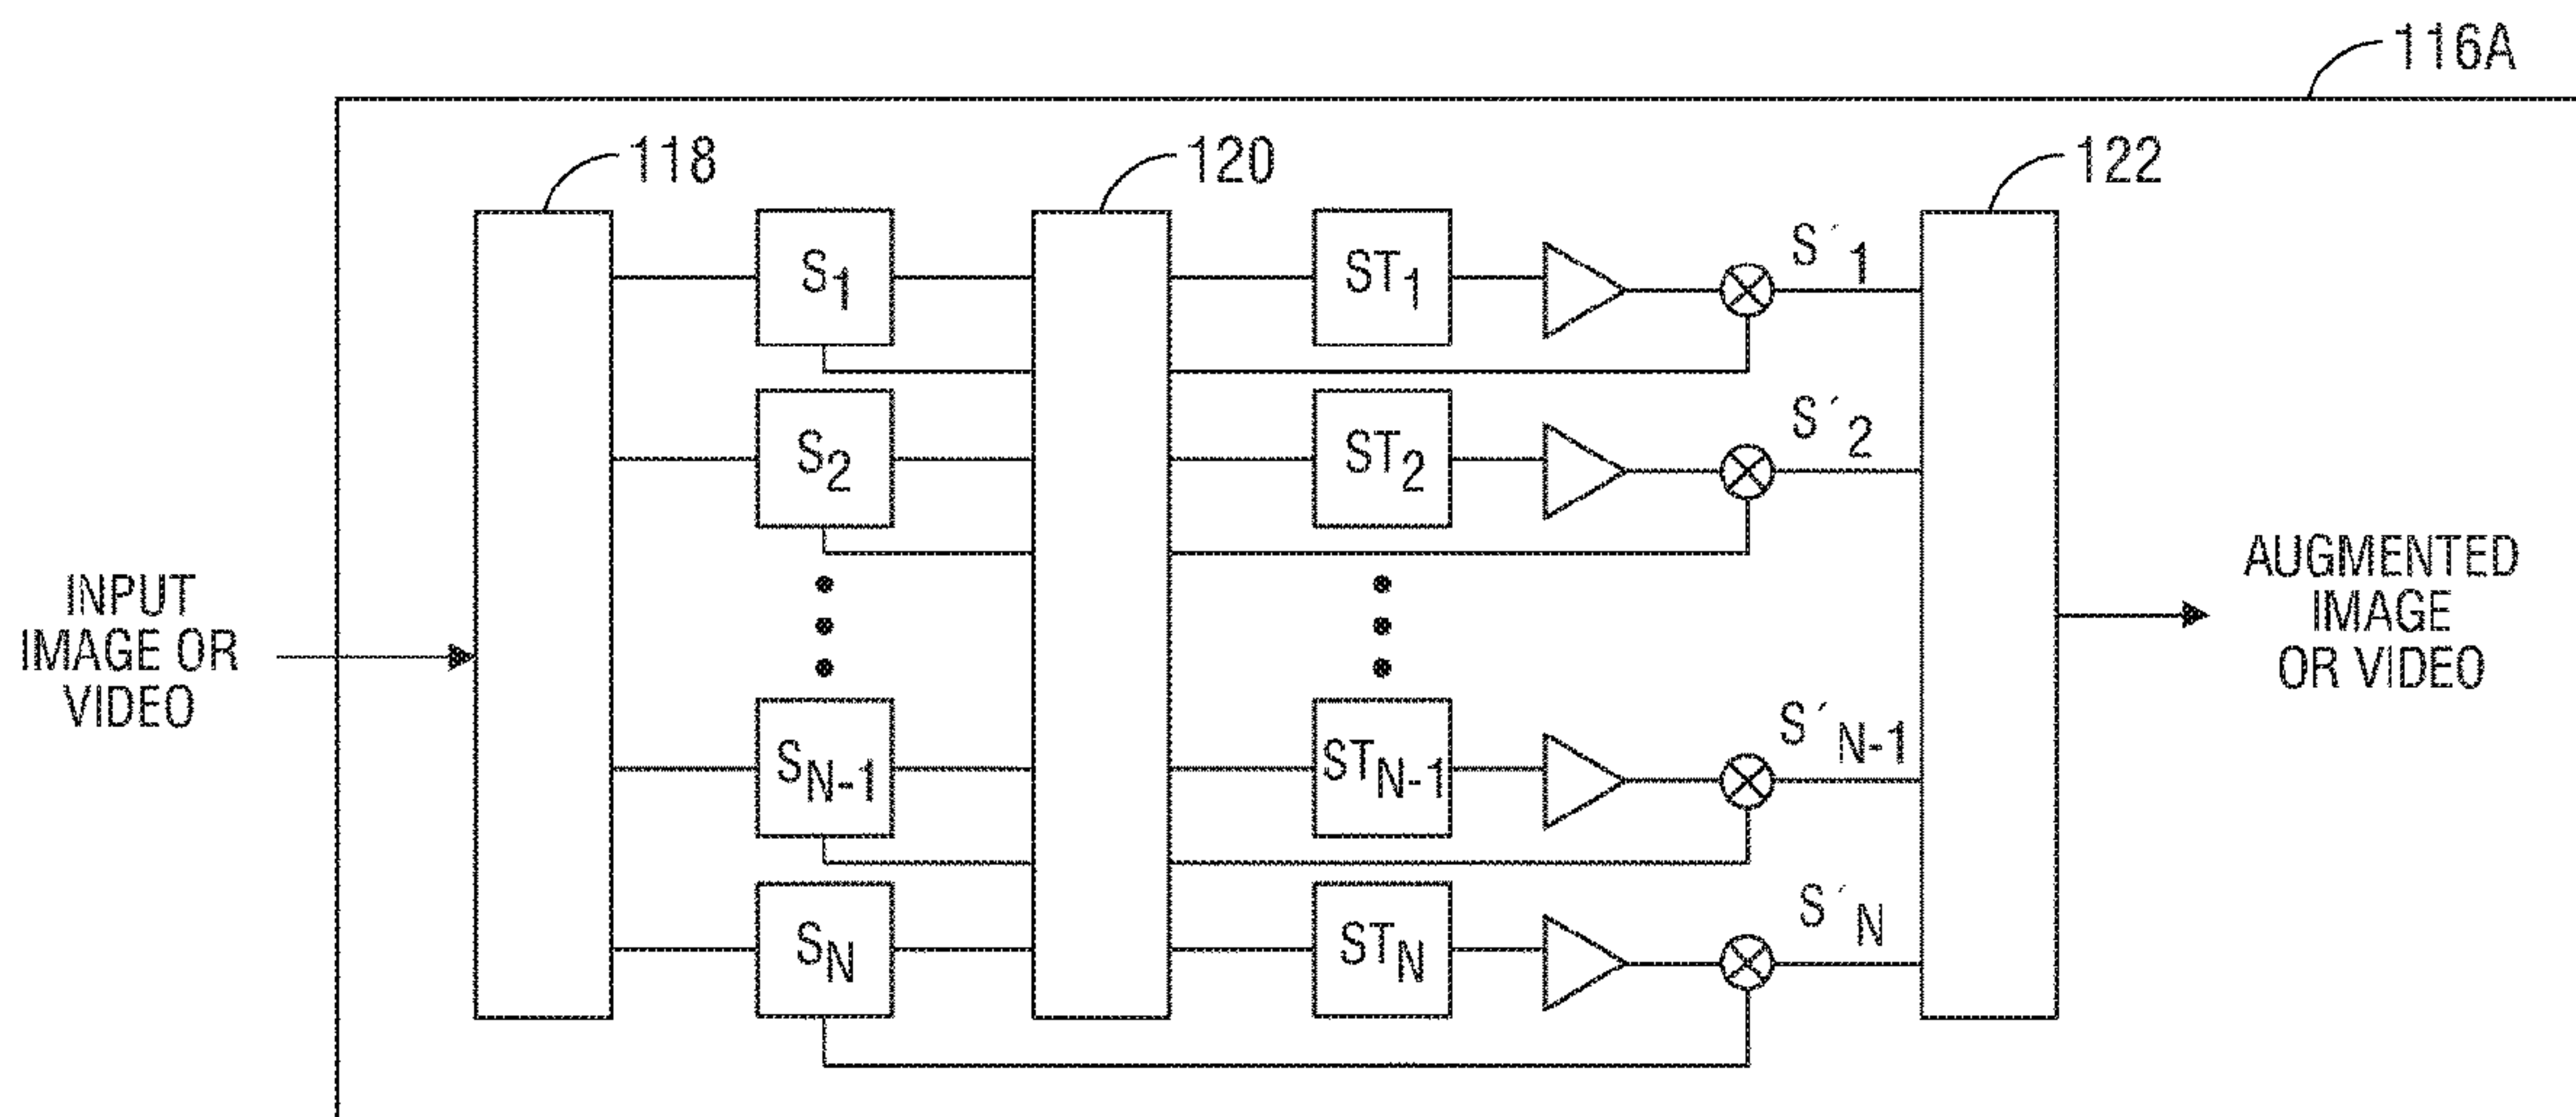 116A
118
120
122
S1
ST1
S´1
S2
ST2
S´2
INPUT
IMAGE OR
VIDEO
AUGMENTED
IMAGE
OR VIDEO
SN-1
STN-1
S´N-1
SN
STN
S´N